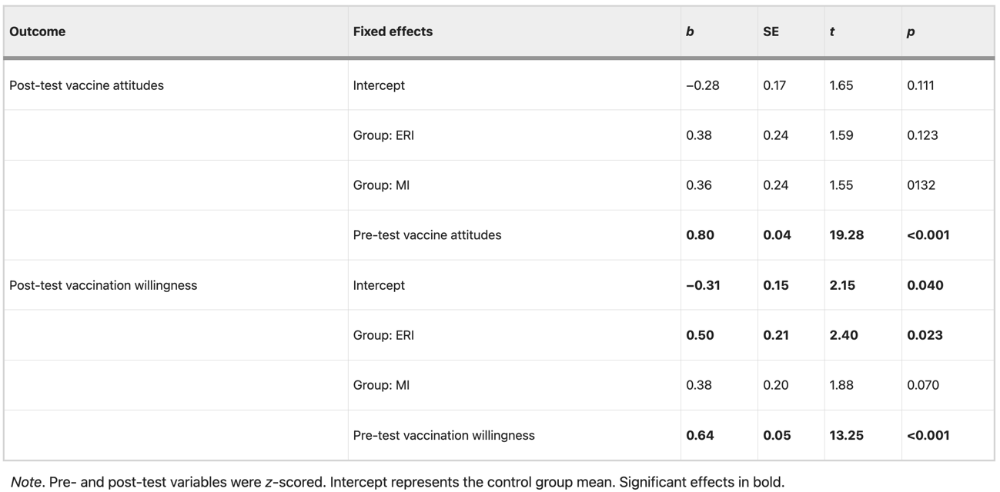 Outcome Fixed effects b SE t p
Post-test vaccine attitudes Intercept −0.28 0.17 1.65 0.111
Group: ERI 0.38 0.24 1.59 0.123
Group: MI 0.36 0.24 1.55 0132
Pre-test vaccine attitudes 0.80 0.04 19.28 <0.001
Post-test vaccination willingness Intercept −0.31 0.15 2.15 0.040
Group: ERI 0.50 0.21 2.40 0.023
Group: MI 0.38 0.20 1.88 0.070
Pre-test vaccination willingness 0.64 0.05 13.25 <0.001
Note. Pre- and post-test variables were z-scored. Intercept represents the control group mean. Significant effects in bold.